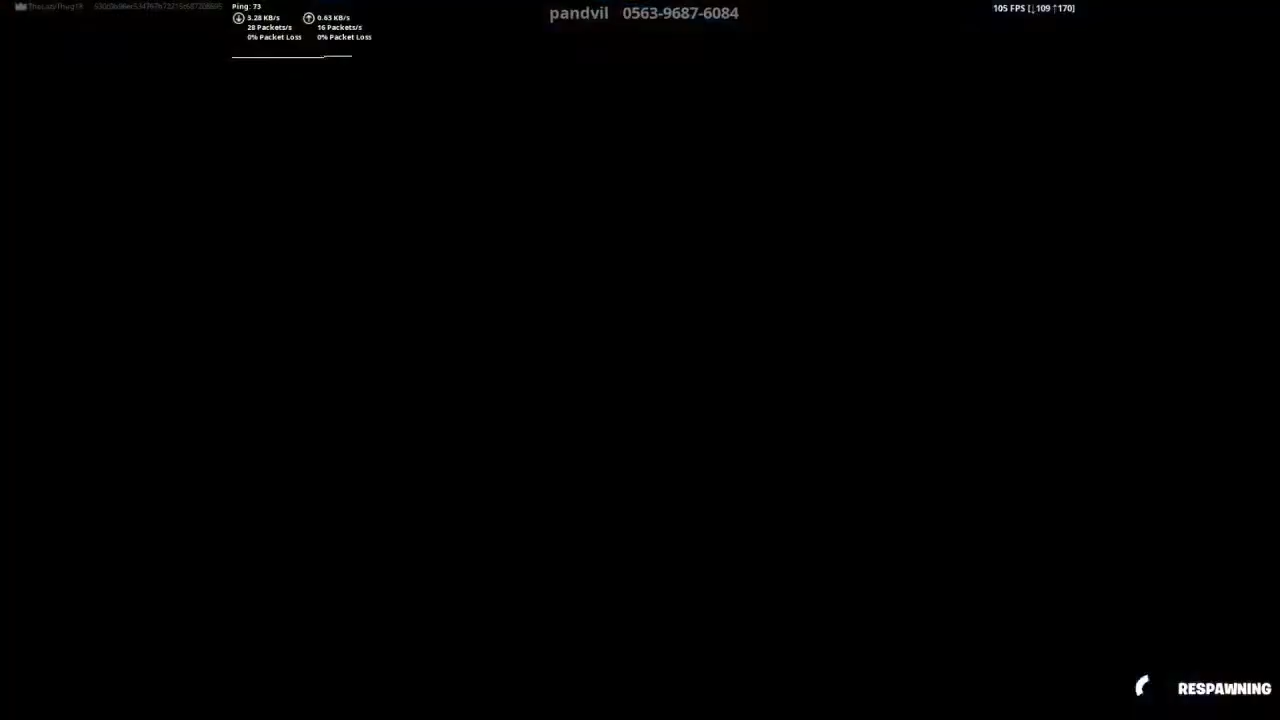 Ping: 73
3.28 KB/s 0.63 KB/s
28 Packets/s 16 Packets/s
0% Packet Loss 0% Packet Loss
pandvil 0563-9687-6084
105 FPS [↓109 ↑170]
RESPAWNING